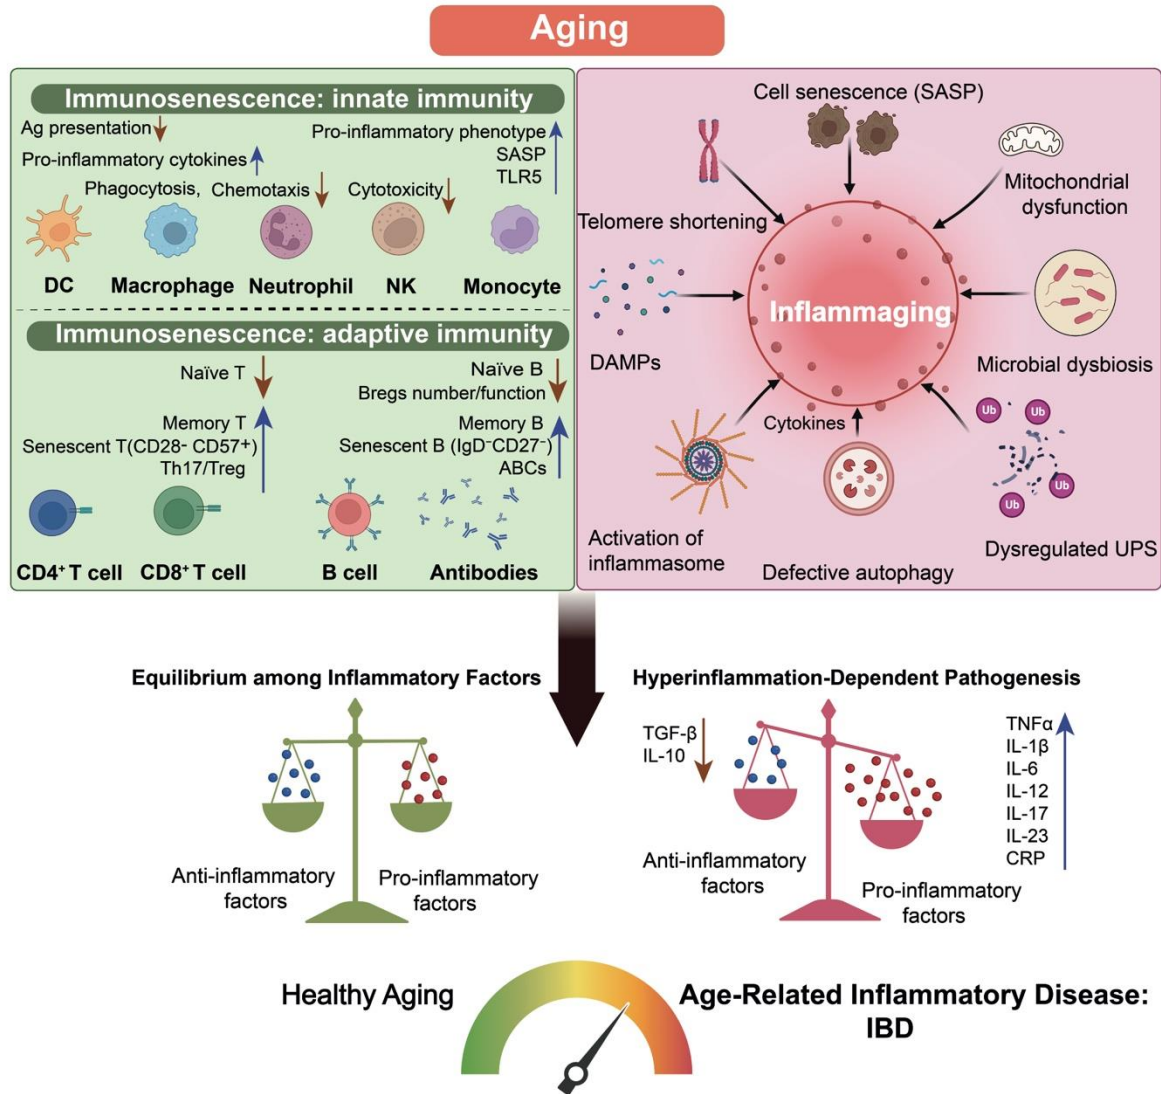 Aging
Immunosenescence: innate immunity
Ag presentation
Pro-inflammatory cytokines
Phagocytosis, Chemotaxis
Cytotoxicity
Pro-inflammatory phenotype
SASP
TLR5
DC
Macrophage
Neutrophil
NK
Monocyte
Immunosenescence: adaptive immunity
Naïve T
Memory T
Senescent T(CD28- CD57⁺)
Th17/Treg
Naïve B
Bregs number/function
Memory B
Senescent B (IgD⁻CD27⁻)
ABCs
CD4⁺ T cell
CD8⁺ T cell
B cell
Antibodies
Cell senescence (SASP)
Telomere shortening
Mitochondrial
dysfunction
DAMPs
Inflammaging
Microbial dysbiosis
Cytokines
Ub
Ub
Ub
Ub
Activation of
inflammasome
Defective autophagy
Dysregulated UPS
Equilibrium among Inflammatory Factors
Anti-inflammatory
factors
Pro-inflammatory
factors
Hyperinflammation-Dependent Pathogenesis
TGF-β
IL-10
TNFα
IL-1β
IL-6
IL-12
IL-17
IL-23
CRP
Anti-inflammatory
factors
Pro-inflammatory
factors
Healthy Aging
Age-Related Inflammatory Disease:
IBD